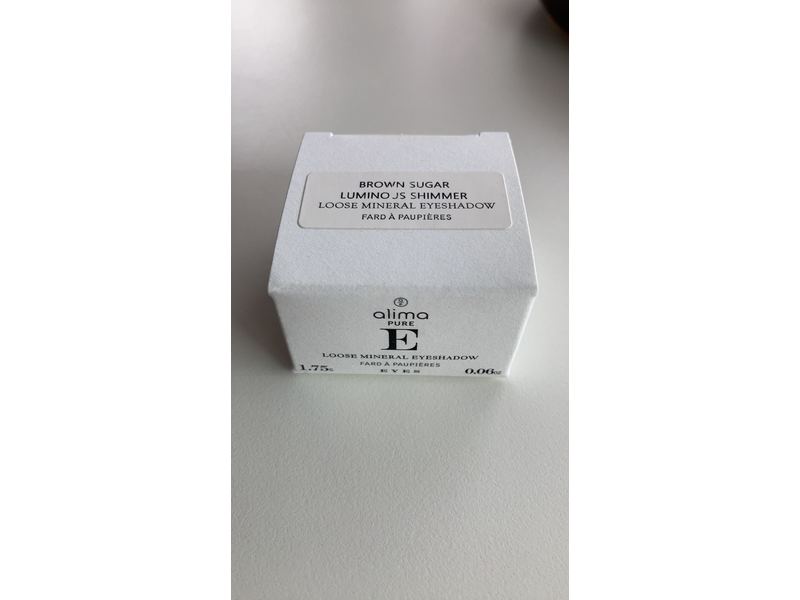 BROWN SUGAR
LUMINOUS SHIMMER
LOOSE MINERAL EYESHADOW
FARD À PAUPIÈRES
alima
PURE
E
LOOSE MINERAL EYESHADOW
FARD À PAUPIÈRES
1.75G EYES 0.06oz